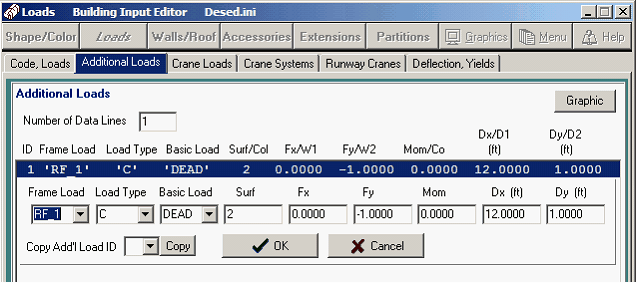 Loads Building Input Editor Desed.ini
Shape/Color Loads Walls/Roof Accessories Extensions Partitions Graphics Menu Help
Code, Loads Additional Loads Crane Loads Crane Systems Runway Cranes Deflection, Yields
Additional Loads
Graphic
Number of Data Lines 1
Dx/D1 Dy/D2
ID Frame Load Load Type Basic Load Surf/Col Fx/W1 Fy/W2 Mom/Co (ft) (ft)
1 'RF_1' 'C' 'DEAD' 2 0.0000 -1.0000 0.0000 12.0000 1.0000
Frame Load Load Type Basic Load Surf Fx Fy Mom Dx (ft) Dy (ft)
RF_1 C DEAD 2 0.0000 -1.0000 0.0000 12.0000 1.0000
Copy Add'l Load ID Copy OK Cancel